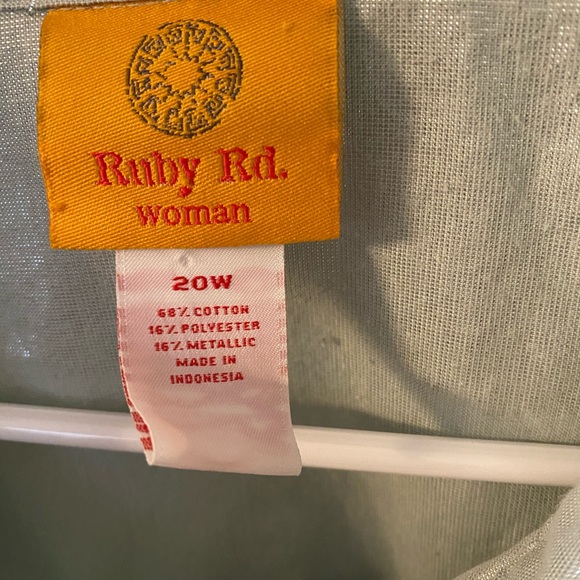 Ruby Rd.
woman
20W
68% COTTON
16% POLYESTER
16% METALLIC
MADE IN
INDONESIA